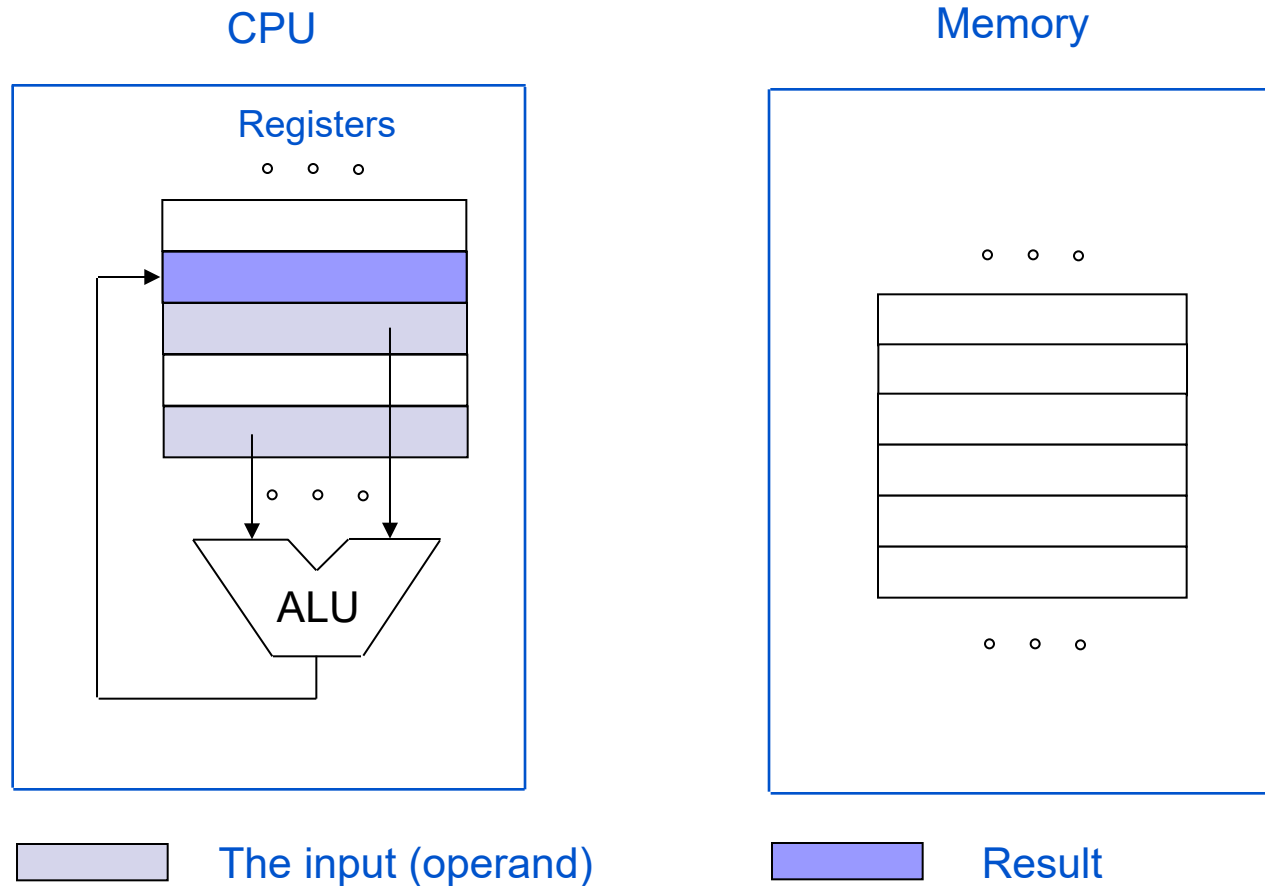 CPU
Memory
Registers
ALU
The input (operand)
Result